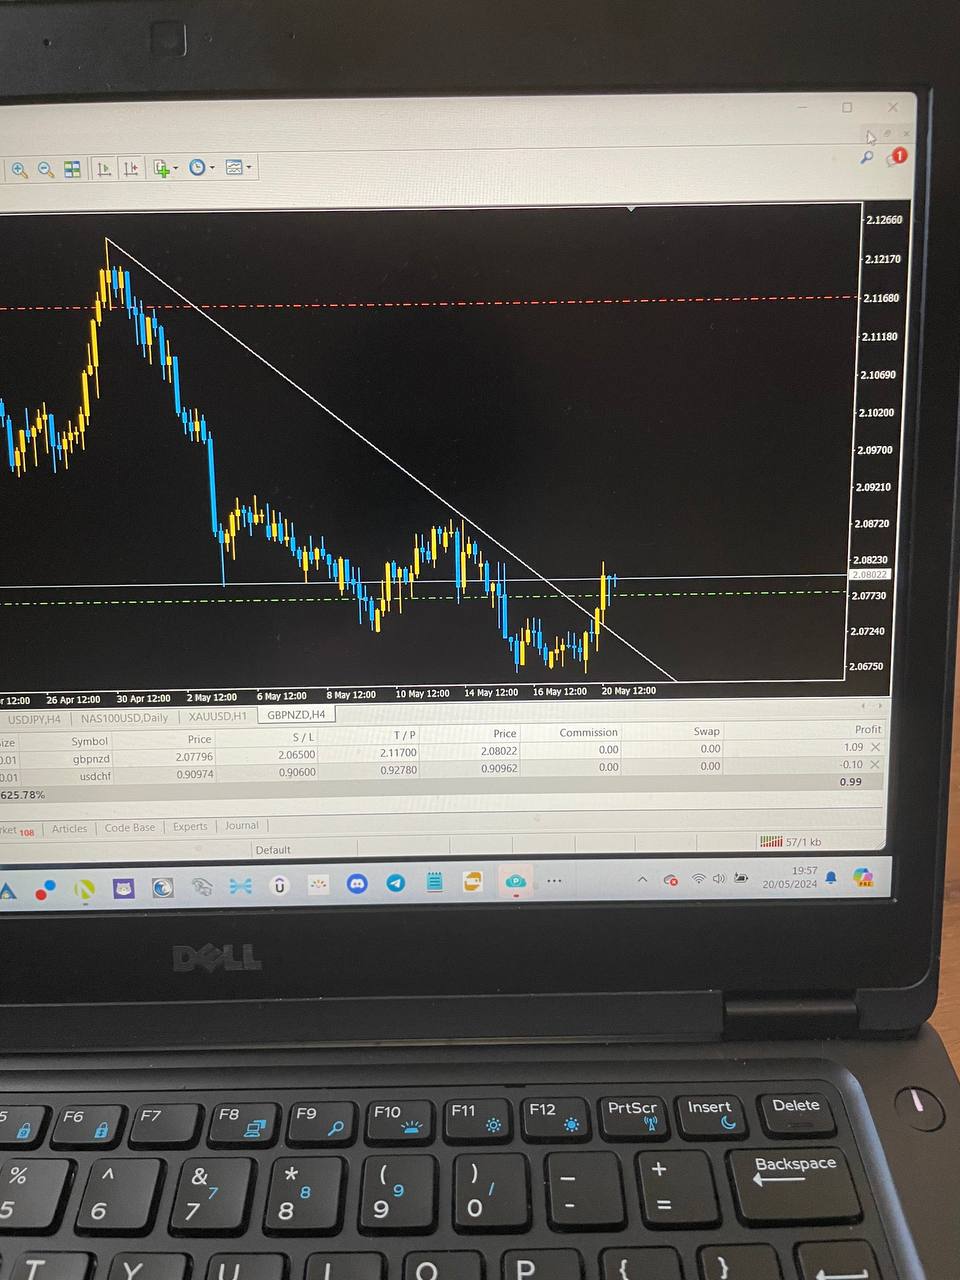 1
2.12660
2.12170
2.11680
2.11180
2.10690
2.10200
2.09700
2.09210
2.08720
2.08230
2.08022
2.07730
2.07240
2.06750
12:00 26 Apr 12:00 30 Apr 12:00 2 May 12:00 6 May 12:00 8 May 12:00 10 May 12:00 14 May 12:00 16 May 12:00 20 May 12:00
USDJPY,H4 NAS100USD,Daily XAUUSD,H1 GBPNZD,H4
ize Symbol Price S / L T / P Price Commission Swap Profit
0.01 gbpnzd 2.07796 2.06500 2.11700 2.08022 0.00 0.00 1.09
0.01 usdchf 0.90974 0.90600 0.92780 0.90962 0.00 0.00 -0.10
625.78% 0.99
rket 108 Articles Code Base Experts Journal
Default 57/1 kb
19:57
20/05/2024
PRE
DELL
5 F6 F7 F8 F9 F10 F11 F12 PrtScr Insert Delete
% ^ & * ( ) — + Backspace
5 6 7 7 8 8 9 9 0 / - =
T Y U I O P { }